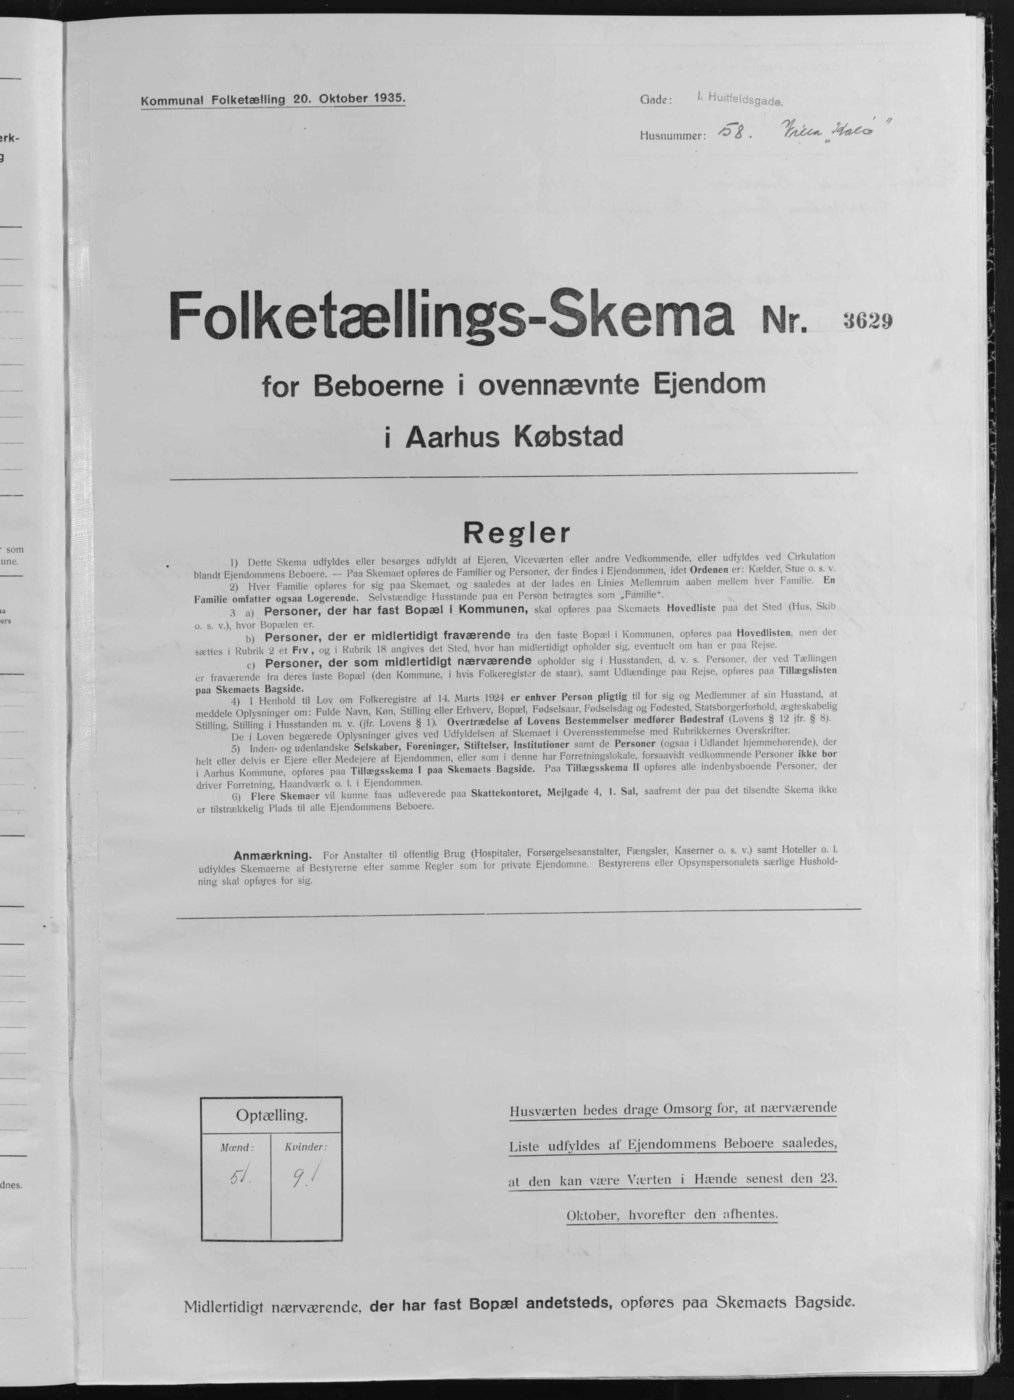 Kommunal Folketælling 20. Oktober 1935.
Gade: I. Huitfeldsgade.
Husnummer: 58. Villa „Kalø”
Folketællings-Skema Nr. 3629
for Beboerne i ovennævnte Ejendom
i Aarhus Købstad
Regler
1) Dette Skema udfyldes eller besørges udfyldt af Ejeren, Viceværten eller andre Vedkommende, eller udfyldes ved Cirkulation
blandt Ejendommens Beboere. — Paa Skemaet opføres de Familier og Personer, der findes i Ejendommen, idet Ordenen er: Kælder, Stue o. s. v.
2) Hver Familie opføres for sig paa Skemaet, og saaledes at der lades en Linies Mellemrum aaben mellem hver Familie. En
Familie omfatter ogsaa Logerende. Selvstændige Husstande paa en Person betragtes som „Familie“.
3 a) Personer, der har fast Bopæl i Kommunen, skal opføres paa Skemaets Hovedliste paa det Sted (Hus, Skib
o. s. v.), hvor Bopælen er.
b) Personer, der er midlertidigt fraværende fra den faste Bopæl i Kommunen, opføres paa Hovedlisten, men der
sættes i Rubrik 2 et Frv, og i Rubrik 18 angives det Sted, hvor han midlertidigt opholder sig, eventuelt om han er paa Rejse.
c) Personer, der som midlertidigt nærværende opholder sig i Husstanden, d. v. s. Personer, der ved Tællingen
er fraværende fra deres faste Bopæl (den Kommune, i hvis Folkeregister de staar), samt Udlændinge paa Rejse, opføres paa Tillægslisten
paa Skemaets Bagside.
4) I Henhold til Lov om Folkeregistre af 14. Marts 1924 er enhver Person pligtig til for sig og Medlemmer af sin Husstand, at
meddele Oplysninger om: Fulde Navn, Køn, Stilling eller Erhverv, Bopæl, Fødselsaar, Fødselsdag og Fødested, Statsborgerforhold, ægteskabelig
Stilling, Stilling i Husstanden m. v. (jfr. Lovens § 1). Overtrædelse af Lovens Bestemmelser medfører Bødestraf (Lovens § 12 jfr. § 8).
De i Loven begærede Oplysninger gives ved Udfyldelsen af Skemaet i Overensstemmelse med Rubrikkernes Overskrifter.
5) Inden- og udenlandske Selskaber, Foreninger, Stiftelser, Institutioner samt de Personer (ogsaa i Udlandet hjemmehørende), der
helt eller delvis er Ejere eller Medejere af Ejendommen, eller som i denne har Forretningslokale, forsaavidt vedkommende Personer ikke bor
i Aarhus Kommune, opføres paa Tillægsskema I paa Skemaets Bagside. Paa Tillægsskema II opføres alle indenbysboende Personer, der
driver Forretning, Haandværk o. l. i Ejendommen.
6) Flere Skemaer vil kunne faas udleverede paa Skattekontoret, Mejlgade 4, 1. Sal, saafremt der paa det tilsendte Skema ikke
er tilstrækkelig Plads til alle Ejendommens Beboere.
Anmærkning. For Anstalter til offentlig Brug (Hospitaler, Forsørgelsesanstalter, Fængsler, Kaserner o. s. v.) samt Hoteller o. l.
udfyldes Skemaerne af Bestyrerne efter samme Regler som for private Ejendomme. Bestyrerens eller Opsynspersonalets særlige Hushold-
ning skal opføres for sig.
Optælling.
Mænd: Kvinder:
5 9
Husværten bedes drage Omsorg for, at nærværende
Liste udfyldes af Ejendommens Beboere saaledes,
at den kan være Værten i Hænde senest den 23.
Oktober, hvorefter den afhentes.
Midlertidigt nærværende, der har fast Bopæl andetsteds, opføres paa Skemaets Bagside.